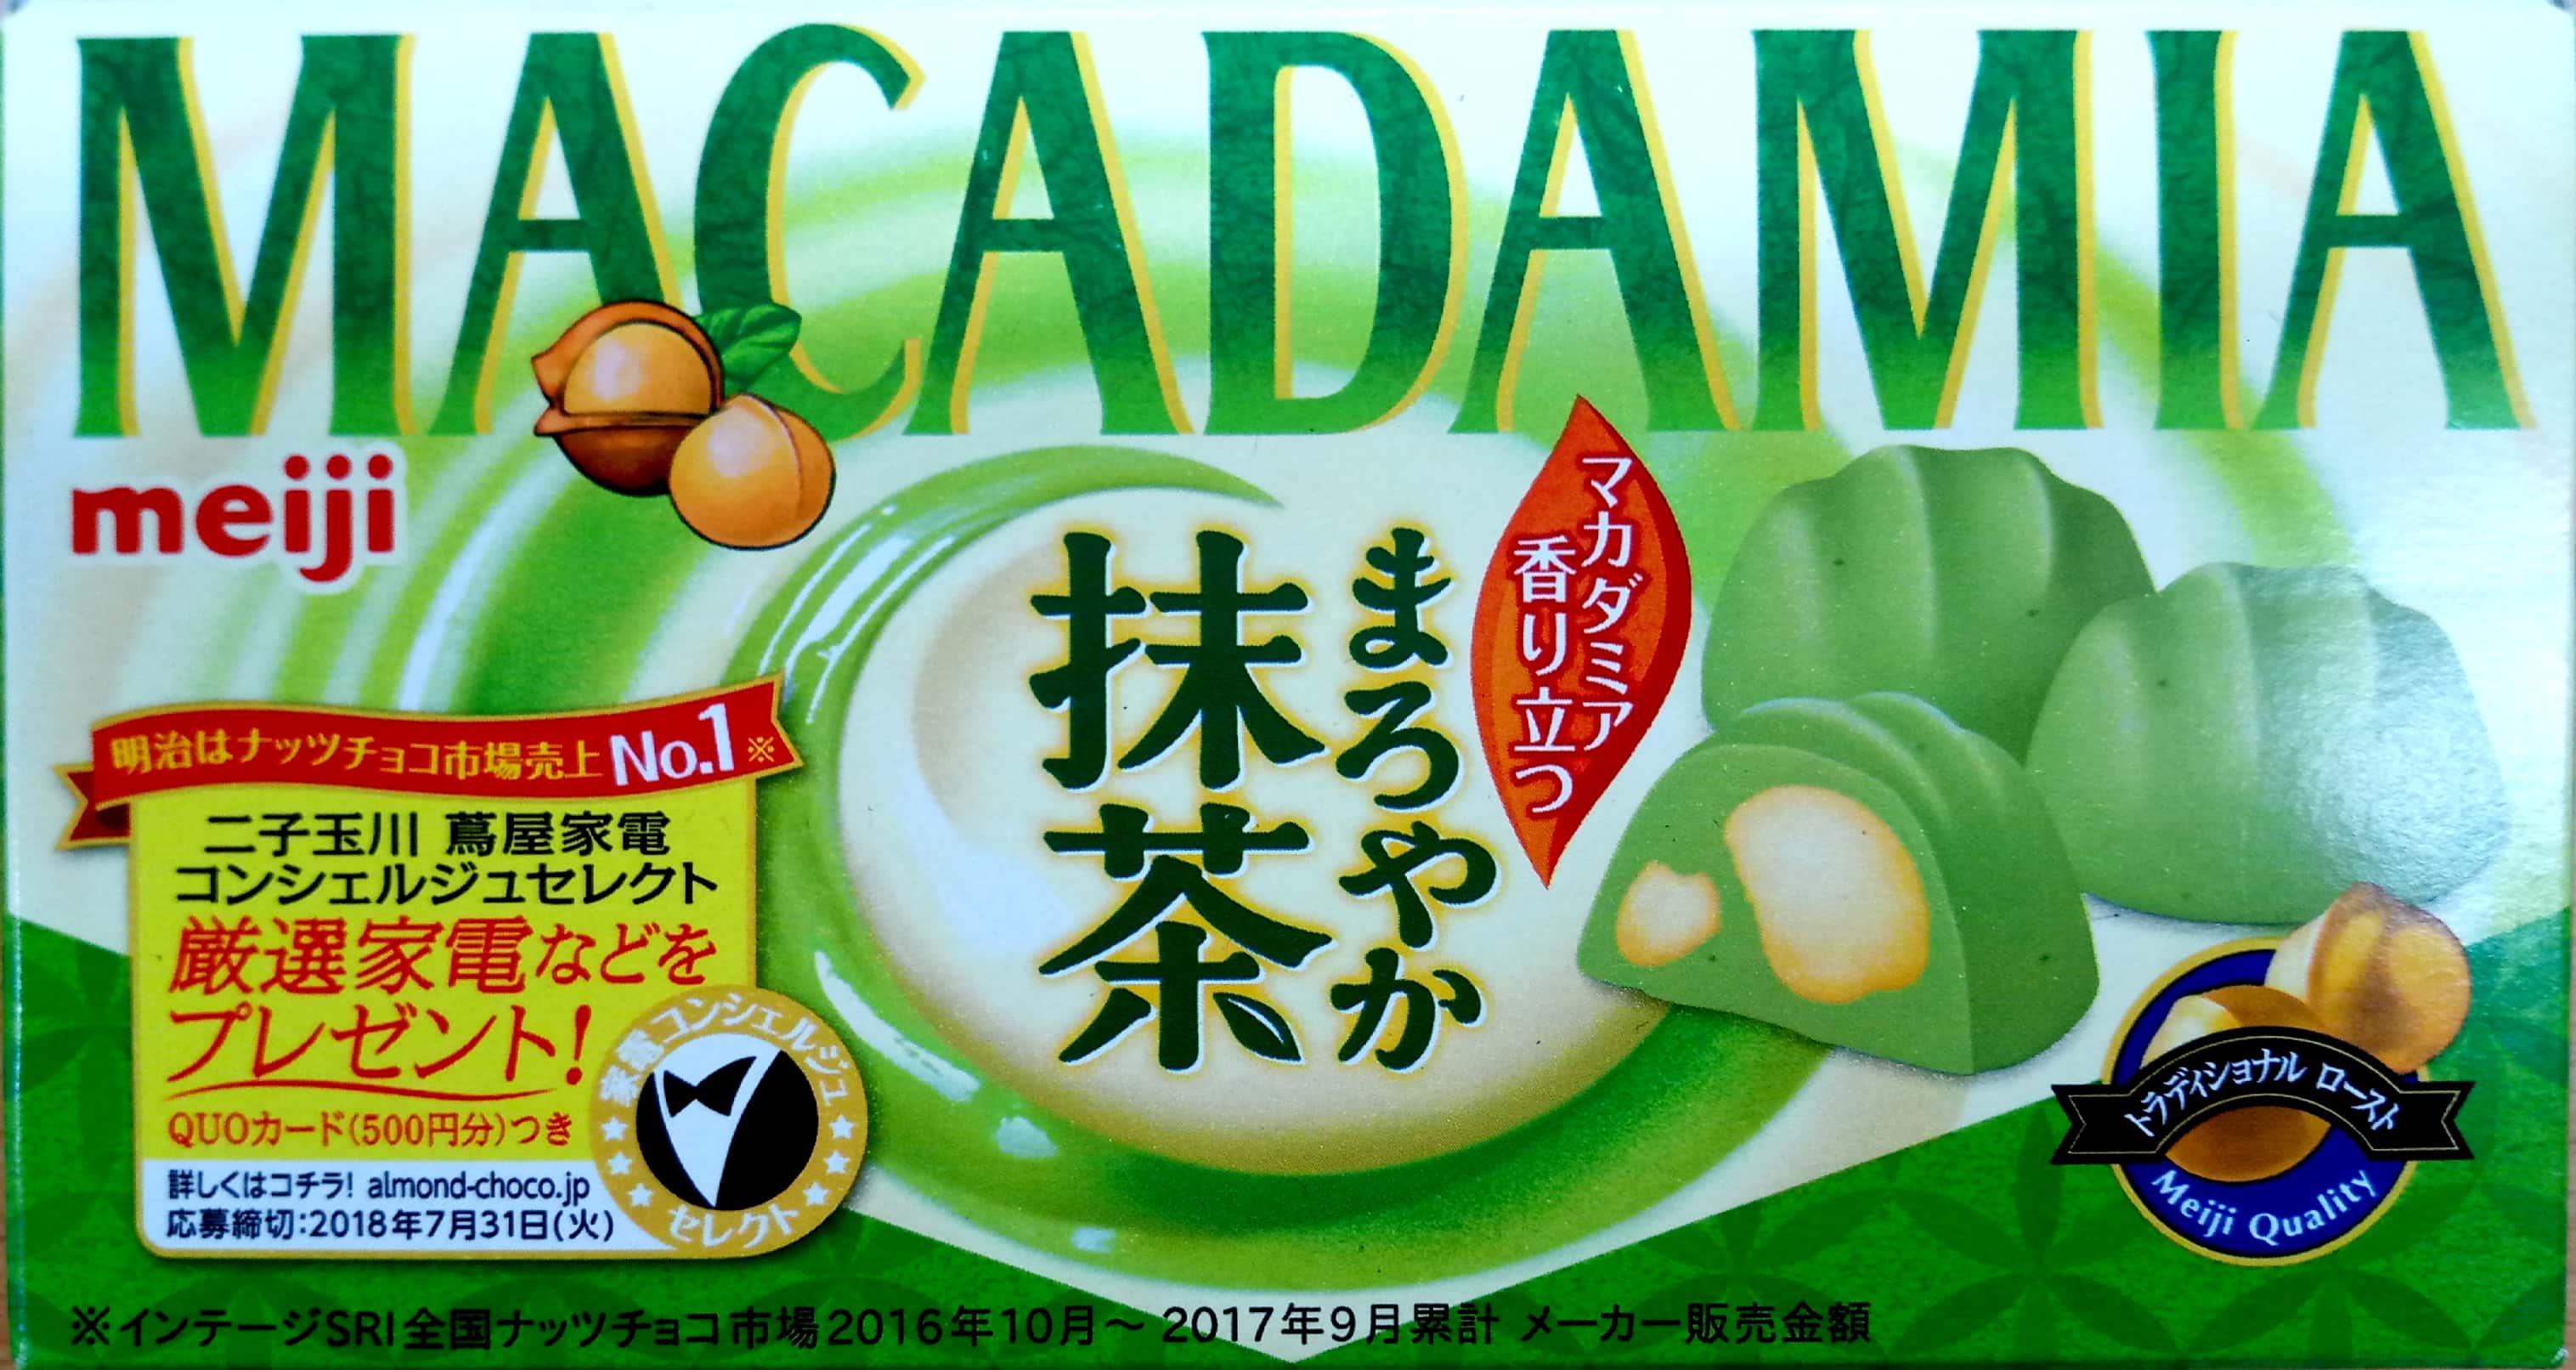 MACADAMIA
meiji
マカダミア
香り立つ
まろやか
抹茶
明治はナッツチョコ市場売上No.1※
二子玉川 蔦屋家電
コンシェルジュセレクト
厳選家電などを
プレゼント!
QUOカード(500円分)つき
詳しくはコチラ! almond-choco.jp
応募締切:2018年7月31日(火)
家電コンシェルジュ
セレクト
トラディショナル ロースト
Meiji Quality
※インテージSRI全国ナッツチョコ市場2016年10月～2017年9月累計 メーカー販売金額